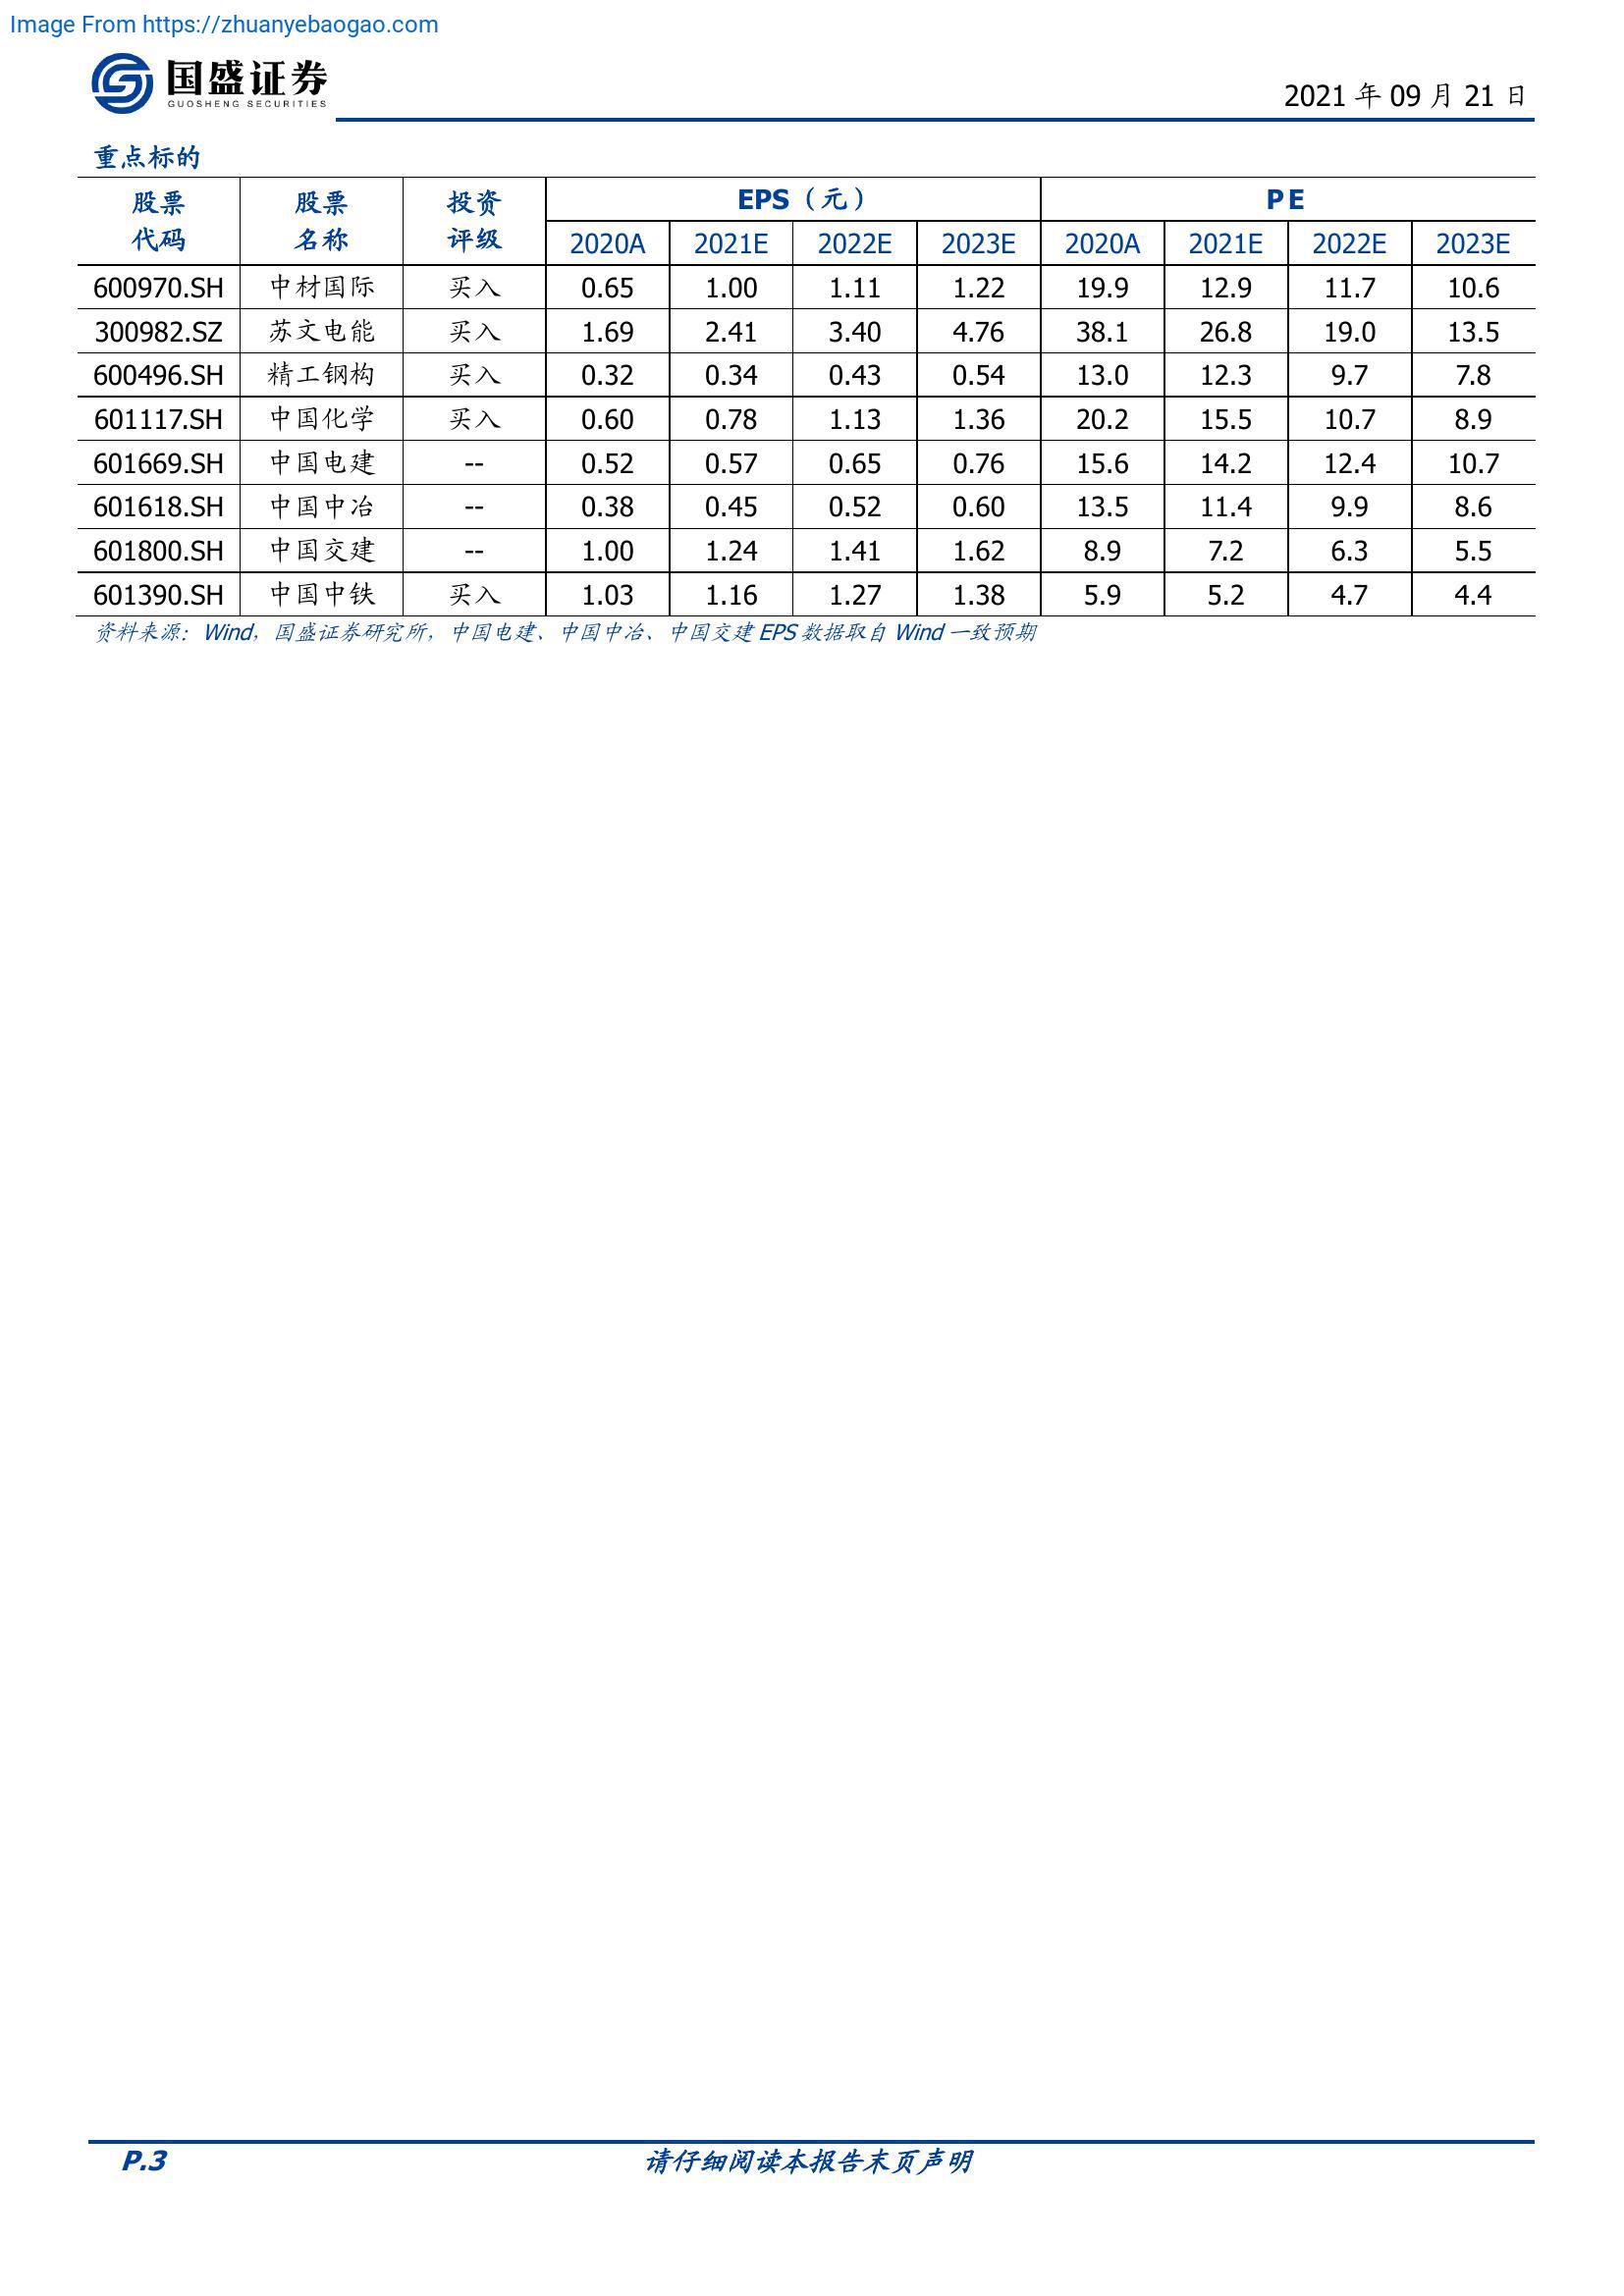 Image From https://zhuanyebaogao.com
国盛证券
GUOSHENG SECURITIES
2021 年 09 月 21 日
重点标的
股票代码 股票名称 投资评级 EPS（元） PE
2020A 2021E 2022E 2023E 2020A 2021E 2022E 2023E
600970.SH 中材国际 买入 0.65 1.00 1.11 1.22 19.9 12.9 11.7 10.6
300982.SZ 苏文电能 买入 1.69 2.41 3.40 4.76 38.1 26.8 19.0 13.5
600496.SH 精工钢构 买入 0.32 0.34 0.43 0.54 13.0 12.3 9.7 7.8
601117.SH 中国化学 买入 0.60 0.78 1.13 1.36 20.2 15.5 10.7 8.9
601669.SH 中国电建 -- 0.52 0.57 0.65 0.76 15.6 14.2 12.4 10.7
601618.SH 中国中冶 -- 0.38 0.45 0.52 0.60 13.5 11.4 9.9 8.6
601800.SH 中国交建 -- 1.00 1.24 1.41 1.62 8.9 7.2 6.3 5.5
601390.SH 中国中铁 买入 1.03 1.16 1.27 1.38 5.9 5.2 4.7 4.4
资料来源：Wind，国盛证券研究所，中国电建、中国中冶、中国交建 EPS 数据取自 Wind 一致预期
P.3 请仔细阅读本报告末页声明